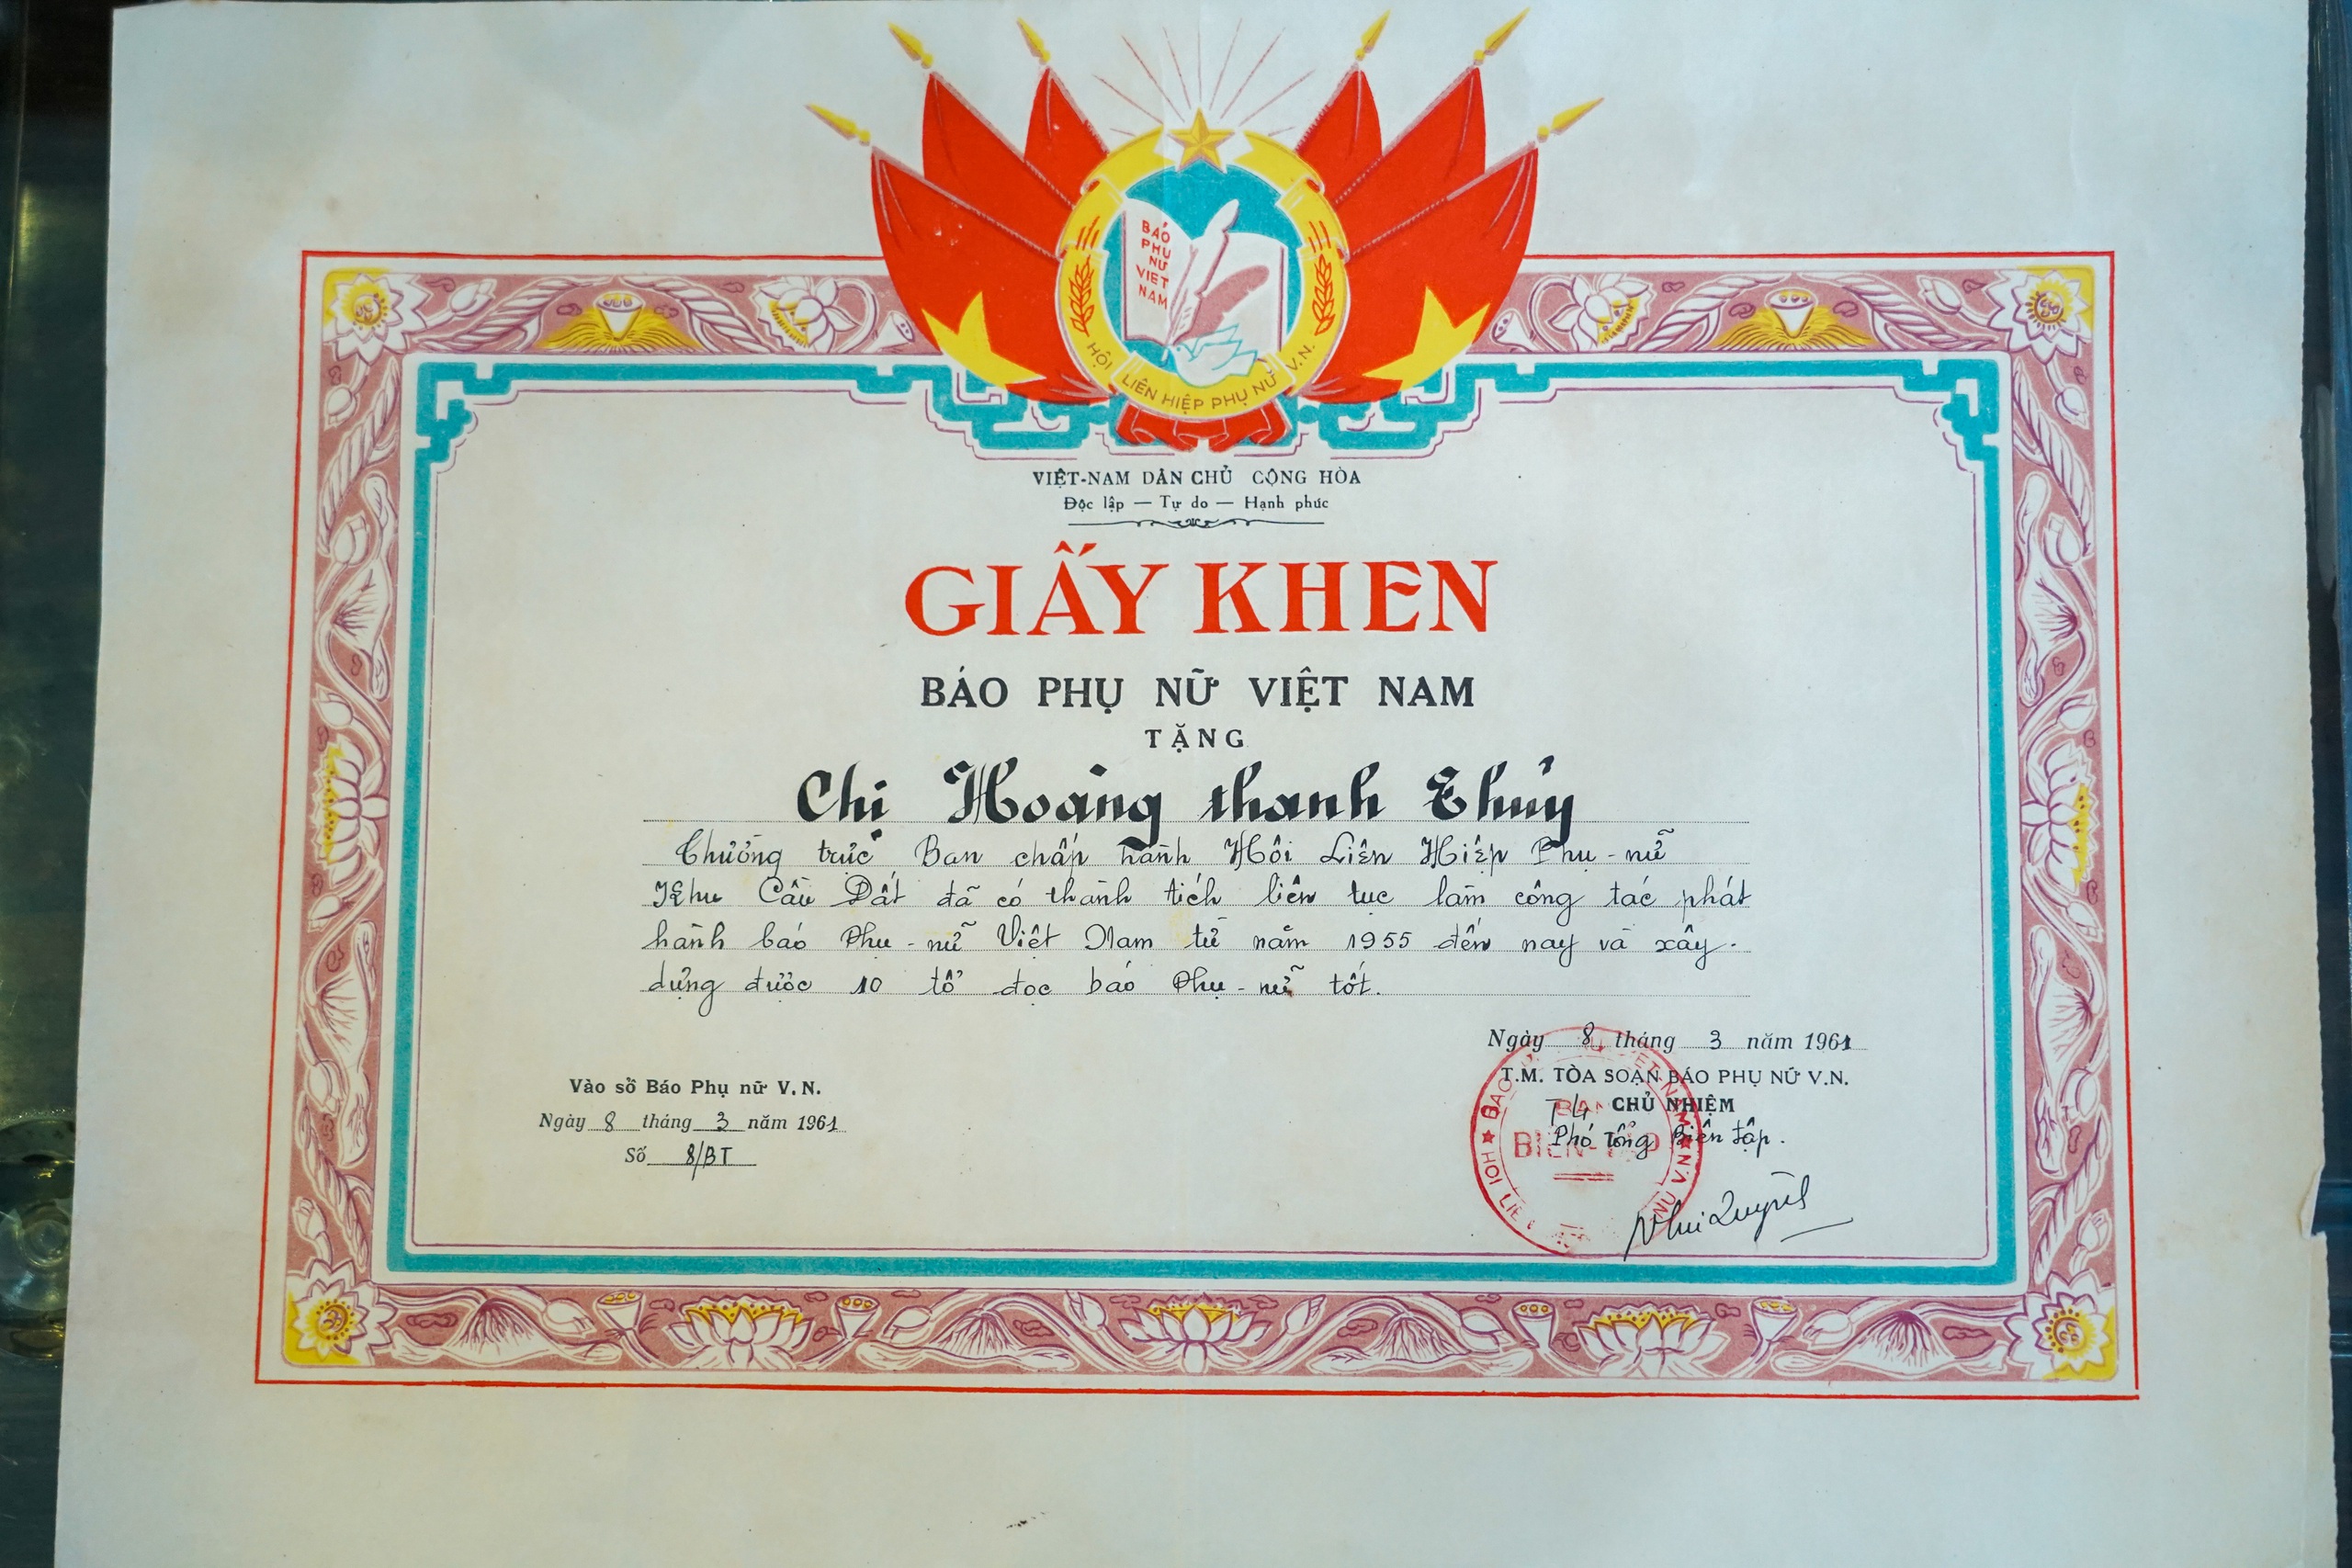 BÁO
PHỤ
NỮ
VIỆT
NAM
HỘI LIÊN HIỆP PHỤ NỮ V.N.
VIỆT-NAM DÂN CHỦ CỘNG HÒA
Độc lập — Tự do — Hạnh phúc
GIẤY KHEN
BÁO PHỤ NỮ VIỆT NAM
TẶNG
Chị Hoàng thanh Thủy
Thường trực Ban chấp hành Hội Liên Hiệp Phụ-nữ
Khu Cầu Đất đã có thành tích liên tục làm công tác phát
hành báo Phụ-nữ Việt Nam từ năm 1955 đến nay và xây
dựng được 10 tổ đọc báo Phụ-nữ tốt.
Ngày 8 tháng 3 năm 1961
T.M. TÒA SOẠN BÁO PHỤ NỮ V.N.
CHỦ NHIỆM
Phó Tổng Biên tập.
BAN
BIÊN-TẬP
Vào sổ Báo Phụ nữ V.N.
Ngày 8 tháng 3 năm 1961
Số 8/BT